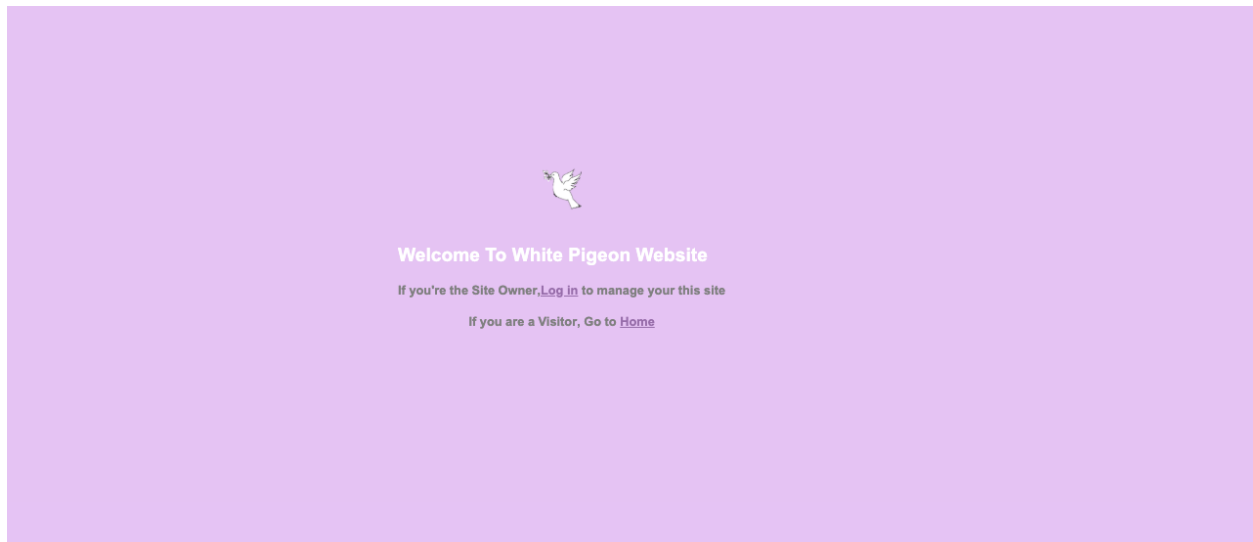 Welcome To White Pigeon Website
If you're the Site Owner,Log in to manage your this site
If you are a Visitor, Go to Home